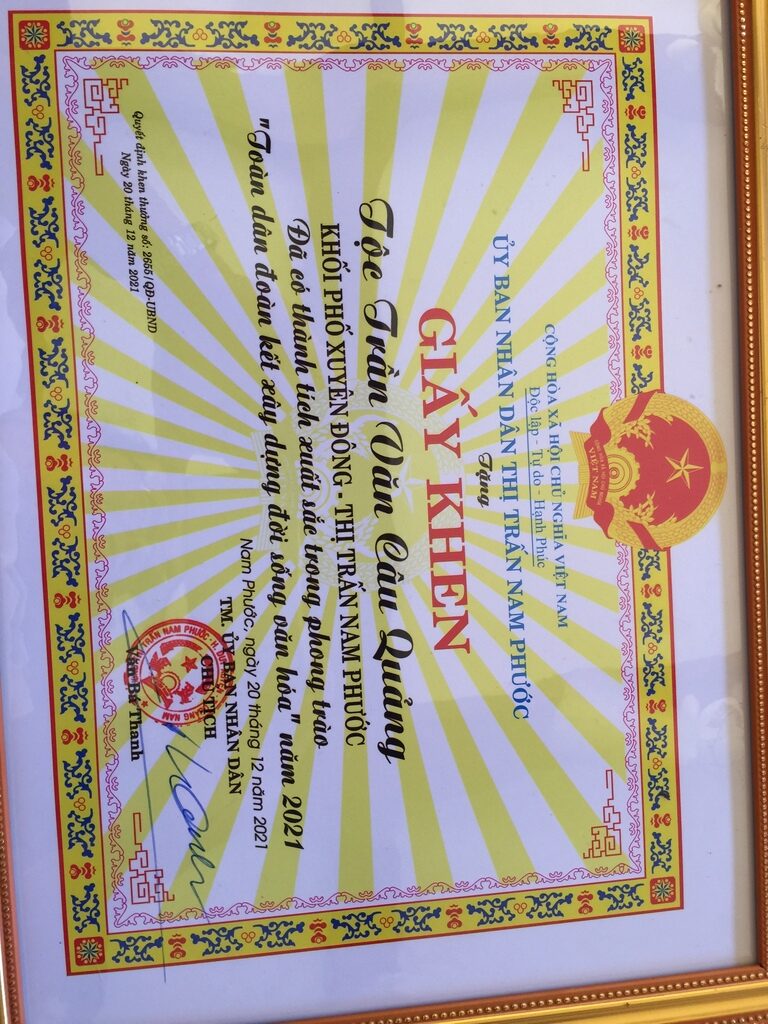 CỘNG HÒA XÃ HỘI CHỦ NGHĨA VIỆT NAM
Độc lập - Tự do - Hạnh Phúc
VIỆT NAM
ỦY BAN NHÂN DÂN THỊ TRẤN NAM PHƯỚC
Tặng
GIẤY KHEN
Tộc Trần Văn Câu Quảng
KHỐI PHỐ XUYÊN ĐÔNG - THỊ TRẤN NAM PHƯỚC
Đã có thành tích xuất sắc trong phong trào
"Toàn dân đoàn kết xây dựng đời sống văn hóa" năm 2021
Nam Phước, ngày 20 tháng 12 năm 2021
TM. ỦY BAN NHÂN DÂN
CHỦ TỊCH
Văn Bá Thanh
Quyết định khen thưởng số: 2655/QĐ-UBND
Ngày 20 tháng 12 năm 2021